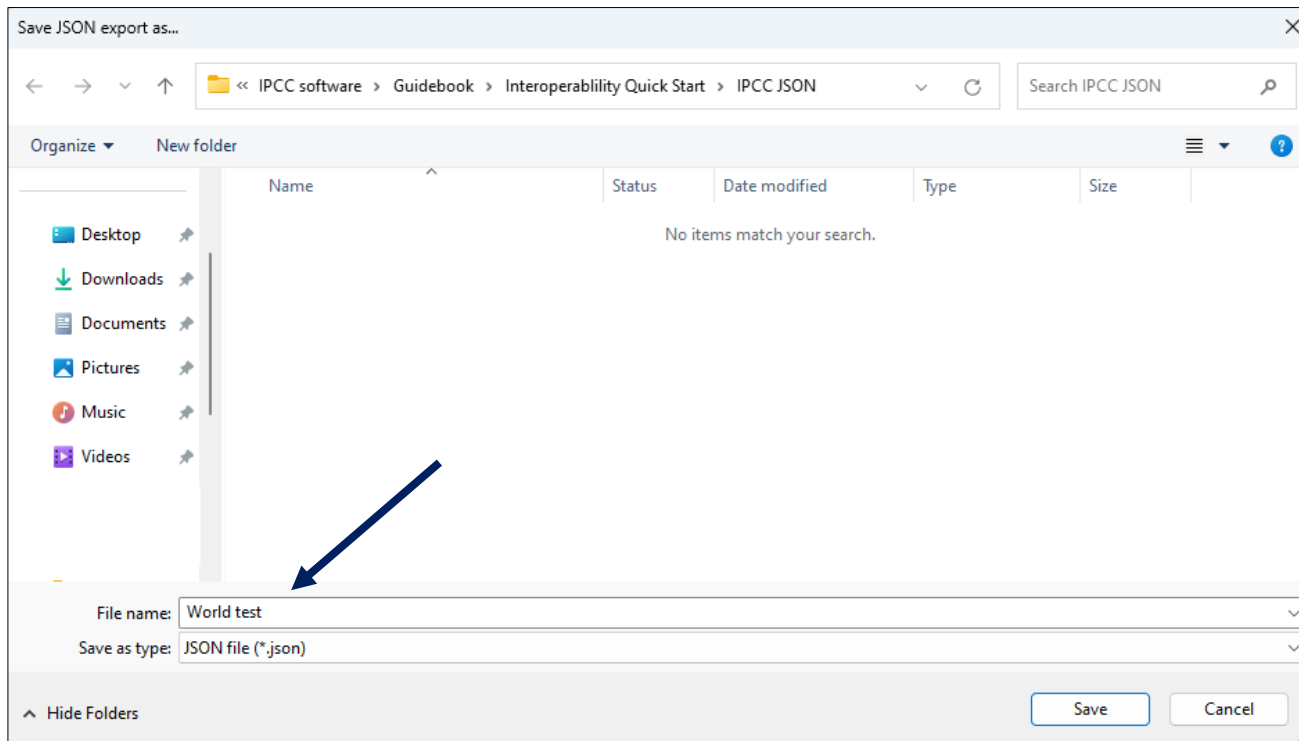 Save JSON export as...
« IPCC software > Guidebook > Interoperablility Quick Start > IPCC JSON
Search IPCC JSON
Organize
New folder
Name Status Date modified Type Size
No items match your search.
Desktop
Downloads
Documents
Pictures
Music
Videos
File name: World test
Save as type: JSON file (*.json)
Hide Folders
Save
Cancel